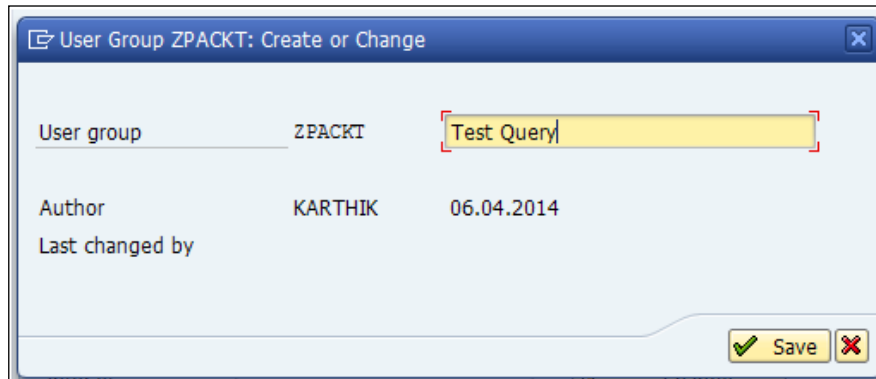 User Group ZPACKT: Create or Change
User group ZPACKT Test Query
Author KARTHIK 06.04.2014
Last changed by
Save